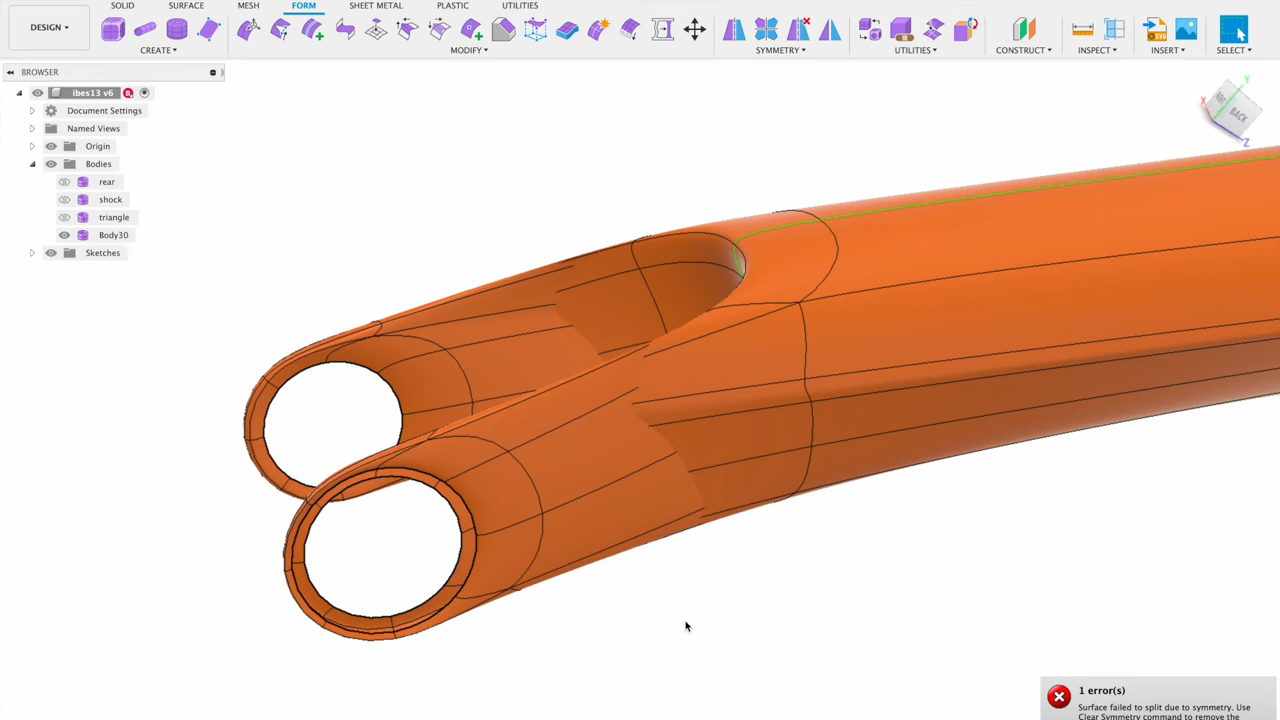 SOLID SURFACE MESH FORM SHEET METAL PLASTIC UTILITIES
DESIGN
CREATE MODIFY SYMMETRY UTILITIES CONSTRUCT INSPECT INSERT SELECT
BROWSER
ibes13 v6
Document Settings
Named Views
Origin
Bodies
rear
shock
triangle
Body30
Sketches
X
Y
BACK
Z
1 error(s)
Surface failed to split due to symmetry. Use
Clear Symmetry command to remove the